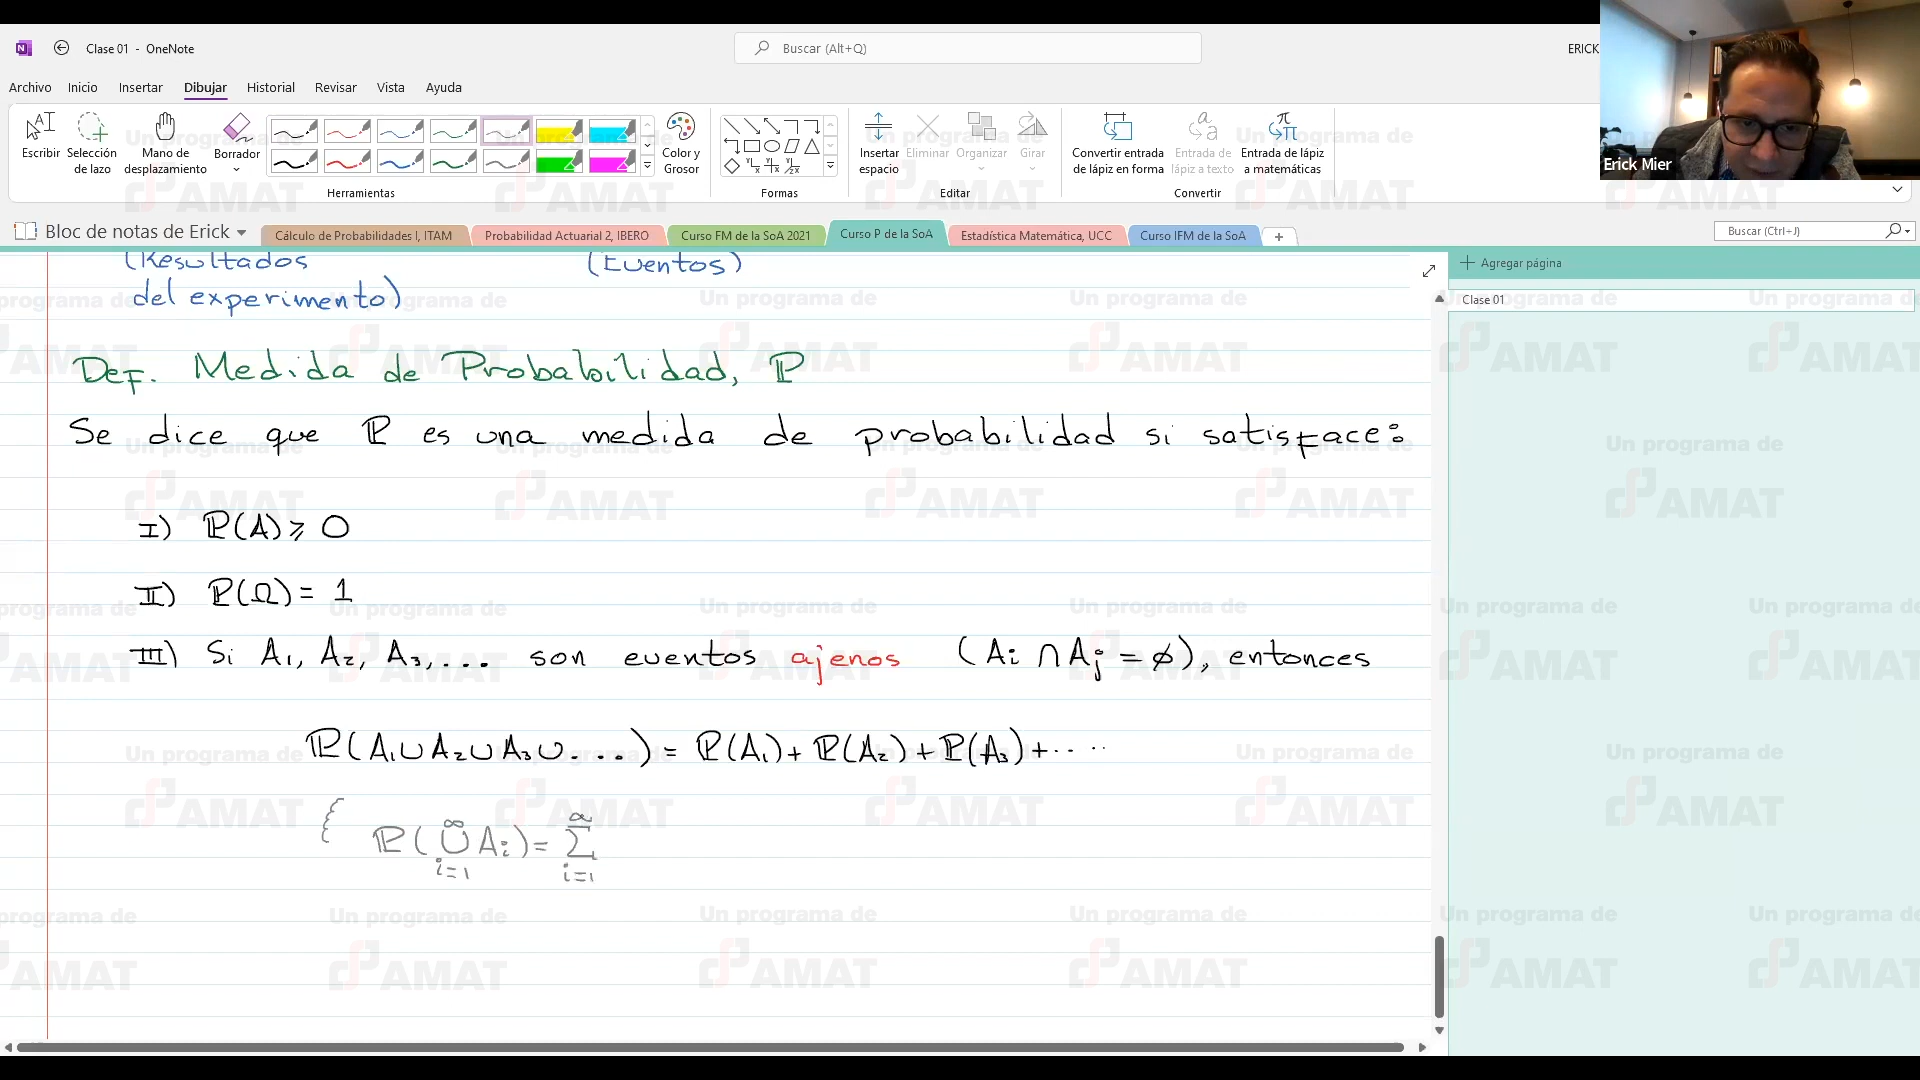 Clase 01 - OneNote
Buscar (Alt+Q)
ERICK
Archivo Inicio Insertar Dibujar Historial Revisar Vista Ayuda
Escribir
Selección de lazo
Mano de desplazamiento
Borrador
Color y Grosor
Insertar espacio
Eliminar
Organizar
Girar
Convertir entrada de lápiz en forma
Entrada de lápiz a texto
Entrada de lápiz a matemáticas
Herramientas
Formas
Editar
Convertir
Erick Mier
Bloc de notas de Erick
Cálculo de Probabilidades I, ITAM
Probabilidad Actuarial 2, IBERO
Curso FM de la SoA 2021
Curso P de la SoA
Estadística Matemática, UCC
Curso IFM de la SoA
Buscar (Ctrl+J)
Agregar página
Clase 01
(Resultados (Eventos)
del experimento)
Def. Medida de Probabilidad, ℙ
Se dice que ℙ es una medida de probabilidad si satisface:
I) ℙ(A) ⩾ 0
II) ℙ(Ω) = 1
III) Si A₁, A₂, A₃, ... son eventos ajenos (Ai ∩ Aj = ∅), entonces
ℙ(A₁∪A₂∪A₃∪...) = ℙ(A₁)+ℙ(A₂)+ℙ(A₃)+....
{ ℙ(∪_{i=1}^{∞} Ai) = Σ_{i=1}^{∞}
Un programa de
AMAT